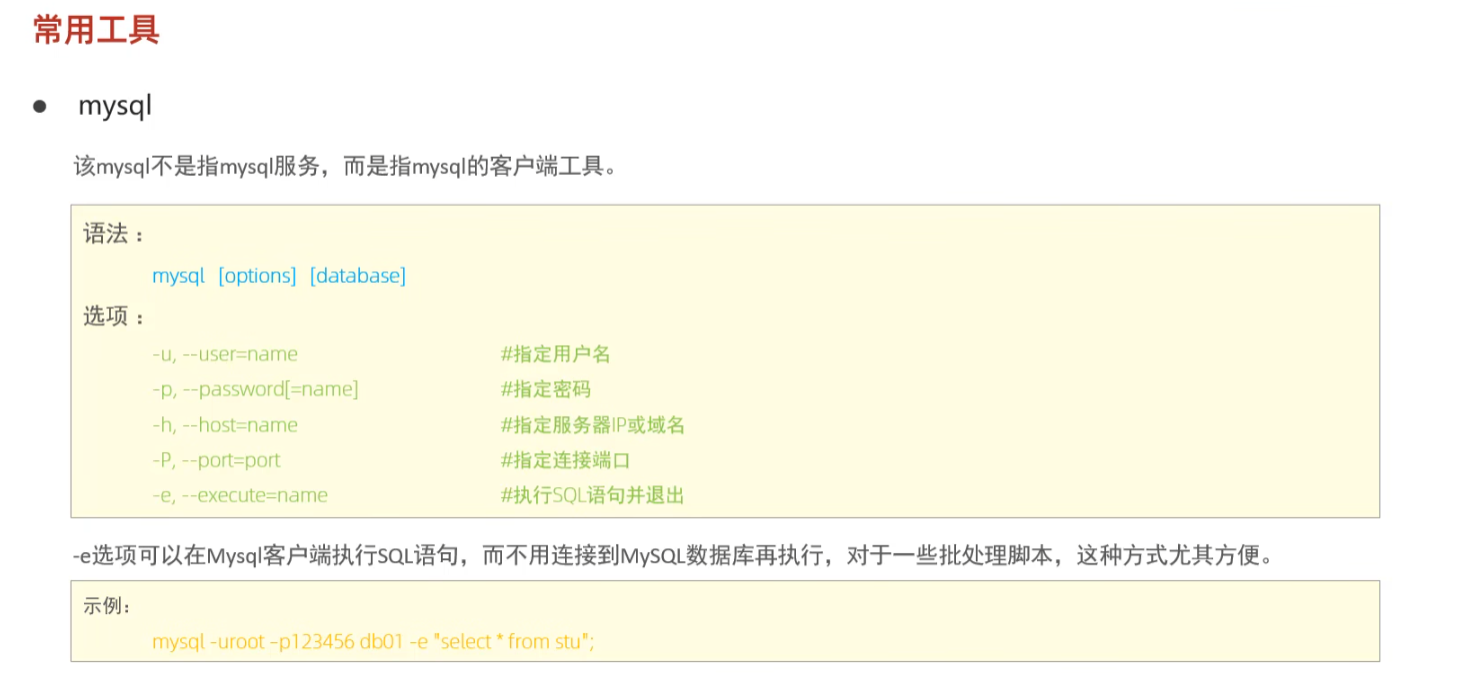 常用工具
● mysql
该mysql不是指mysql服务，而是指mysql的客户端工具。
语法：
mysql [options] [database]
选项：
-u, --user=name #指定用户名
-p, --password[=name] #指定密码
-h, --host=name #指定服务器IP或域名
-P, --port=port #指定连接端口
-e, --execute=name #执行SQL语句并退出
-e选项可以在Mysql客户端执行SQL语句，而不用连接到MySQL数据库再执行，对于一些批处理脚本，这种方式尤其方便。
示例：
mysql -uroot –p123456 db01 -e "select * from stu";